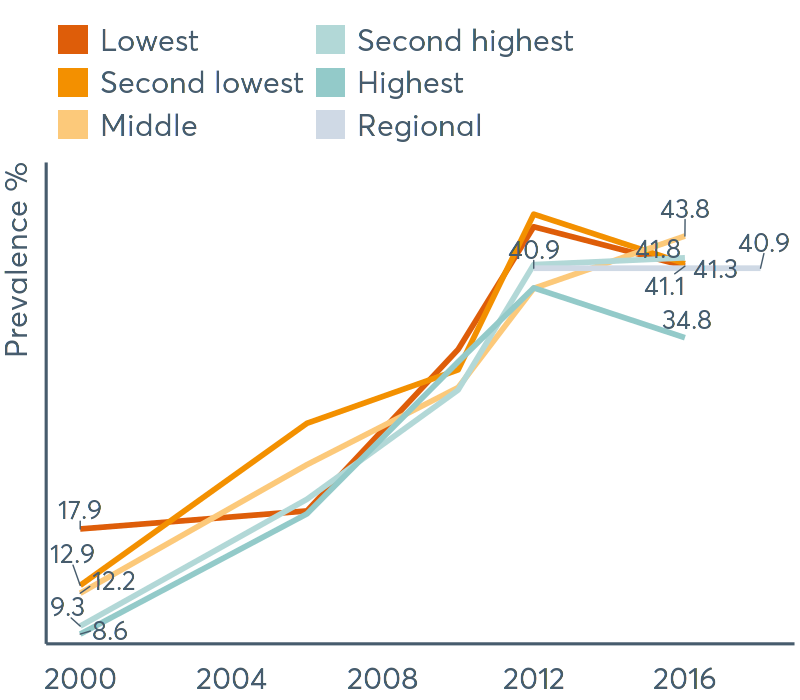 Lowest
Second lowest
Middle
Second highest
Highest
Regional
Prevalence %
43.8
40.9
41.8
40.9
41.1
41.3
34.8
17.9
12.9
12.2
9.3
8.6
2000 2004 2008 2012 2016